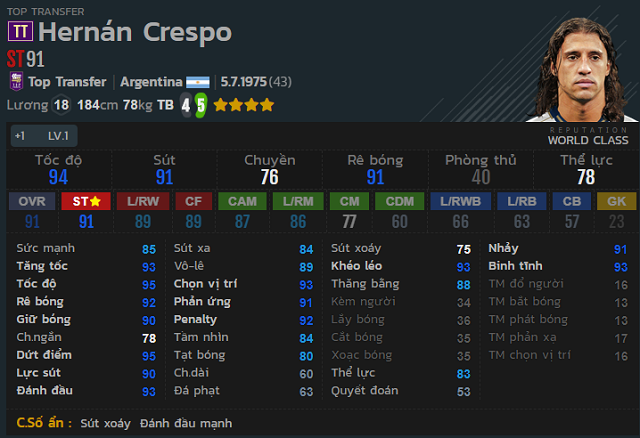 TOP TRANSFER
TT Hernán Crespo
ST 91
Top Transfer Argentina 5.7.1975 (43)
Lương 18 184cm 78kg TB 4 5
REPUTATION
+1 LV.1 WORLD CLASS
Tốc độ Sút Chuyền Rê bóng Phòng thủ Thể lực
94 91 76 91 40 78
OVR ST L/RW CF CAM L/RM CM CDM L/RWB L/RB CB GK
91 91 89 89 87 86 77 60 66 63 57 23
Sức mạnh 85 Sút xa 84 Sút xoáy 75 Nhảy 91
Tăng tốc 93 Vô-lê 89 Khéo léo 93 Bình tĩnh 93
Tốc độ 95 Chọn vị trí 93 Thăng bằng 88 TM đổ người 16
Rê bóng 92 Phản ứng 91 Kèm người 34 TM bắt bóng 13
Giữ bóng 90 Penalty 92 Lấy bóng 36 TM phát bóng 13
Ch.ngắn 78 Tầm nhìn 84 Cắt bóng 35 TM phản xạ 17
Dứt điểm 95 Tạt bóng 80 Xoạc bóng 35 TM chọn vị trí 16
Lực sút 90 Ch.dài 60 Thể lực 83
Đánh đầu 93 Đá phạt 63 Quyết đoán 53
C.Số ẩn : Sút xoáy Đánh đầu mạnh